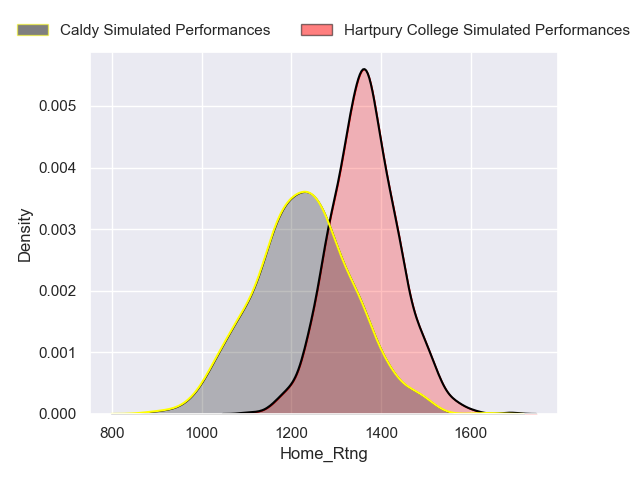 Caldy Simulated Performances
Hartpury College Simulated Performances
0.005
0.004
0.003
0.002
0.001
0.000
Density
800 1000 1200 1400 1600
Home_Rtng